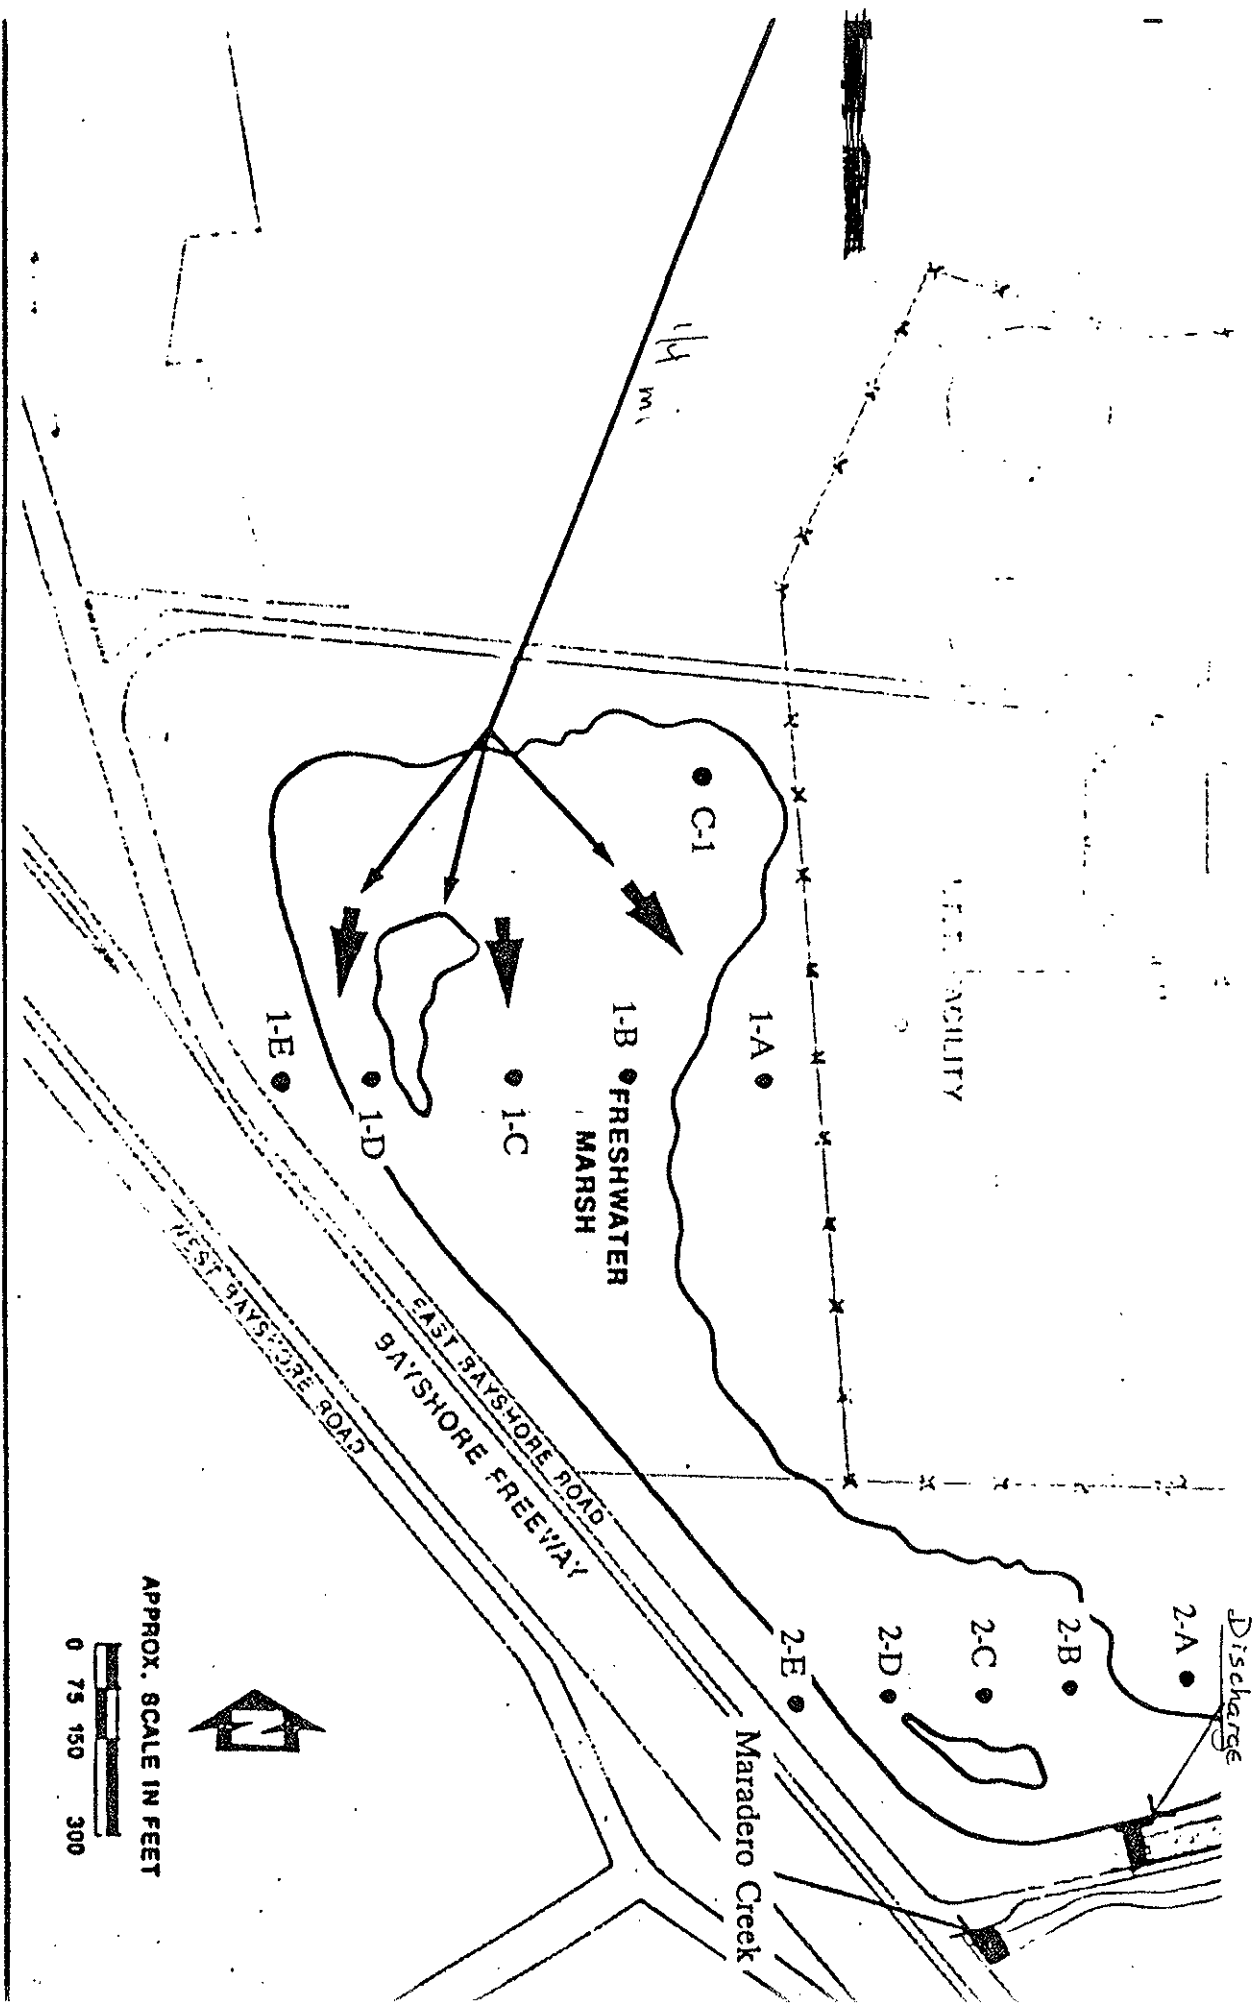 Discharge
2-A
2-B
2-C
2-D
2-E
Maradero Creek
FACILITY
1/4 mi
C-1
1-A
1-B
1-C
1-D
1-E
FRESHWATER
MARSH
EAST BAYSHORE ROAD
BAYSHORE FREEWAY
WEST BAYSHORE ROAD
N
APPROX. SCALE IN FEET
0 75 150 300